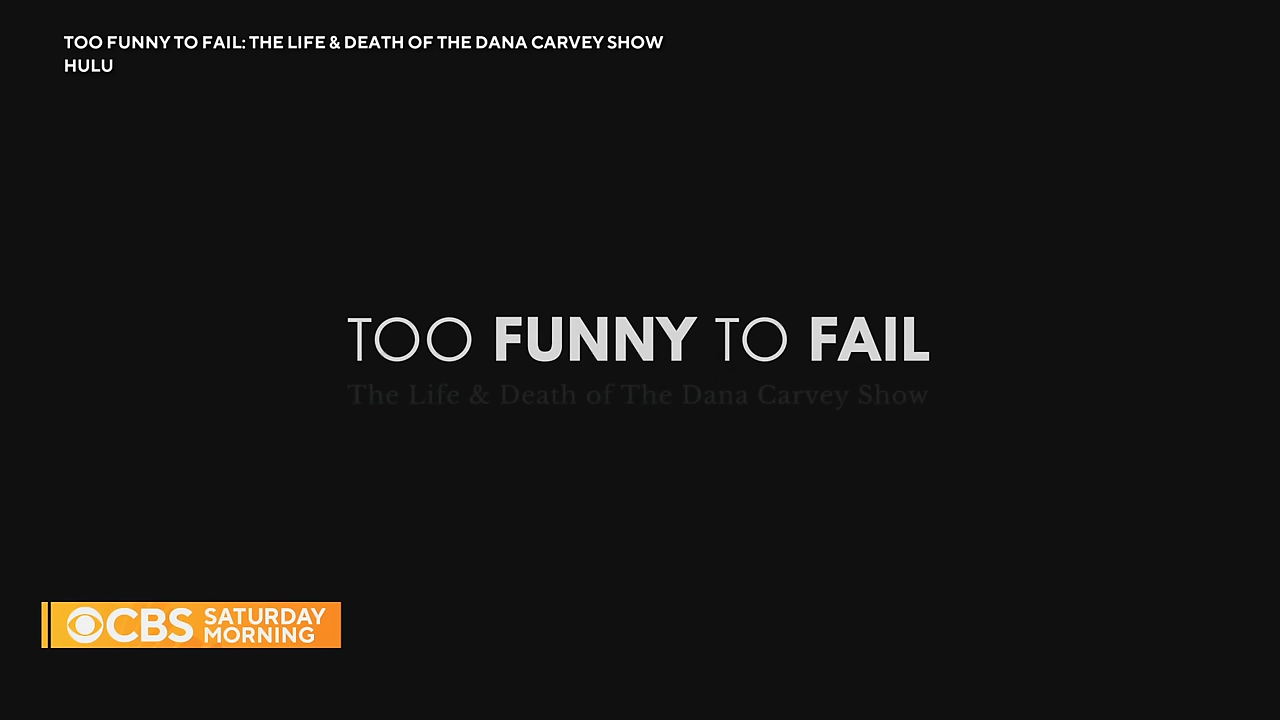 TOO FUNNY TO FAIL: THE LIFE & DEATH OF THE DANA CARVEY SHOW
HULU
TOO FUNNY TO FAIL
The Life & Death of The Dana Carvey Show
CBS SATURDAY
MORNING